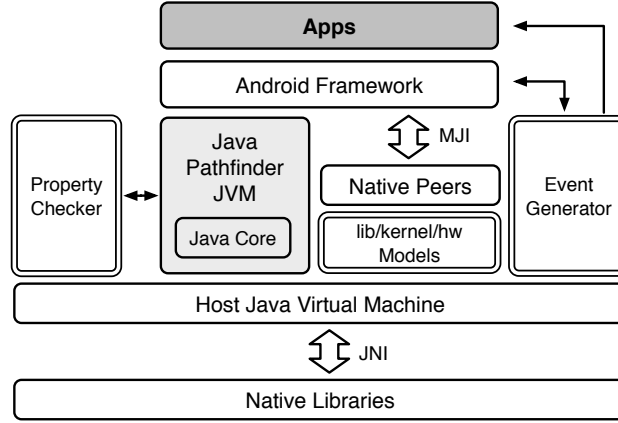 Apps
Android Framework
Java
Pathfinder
JVM
Java Core
MJI
Property
Checker
Native Peers
lib/kernel/hw
Models
Event
Generator
Host Java Virtual Machine
JNI
Native Libraries